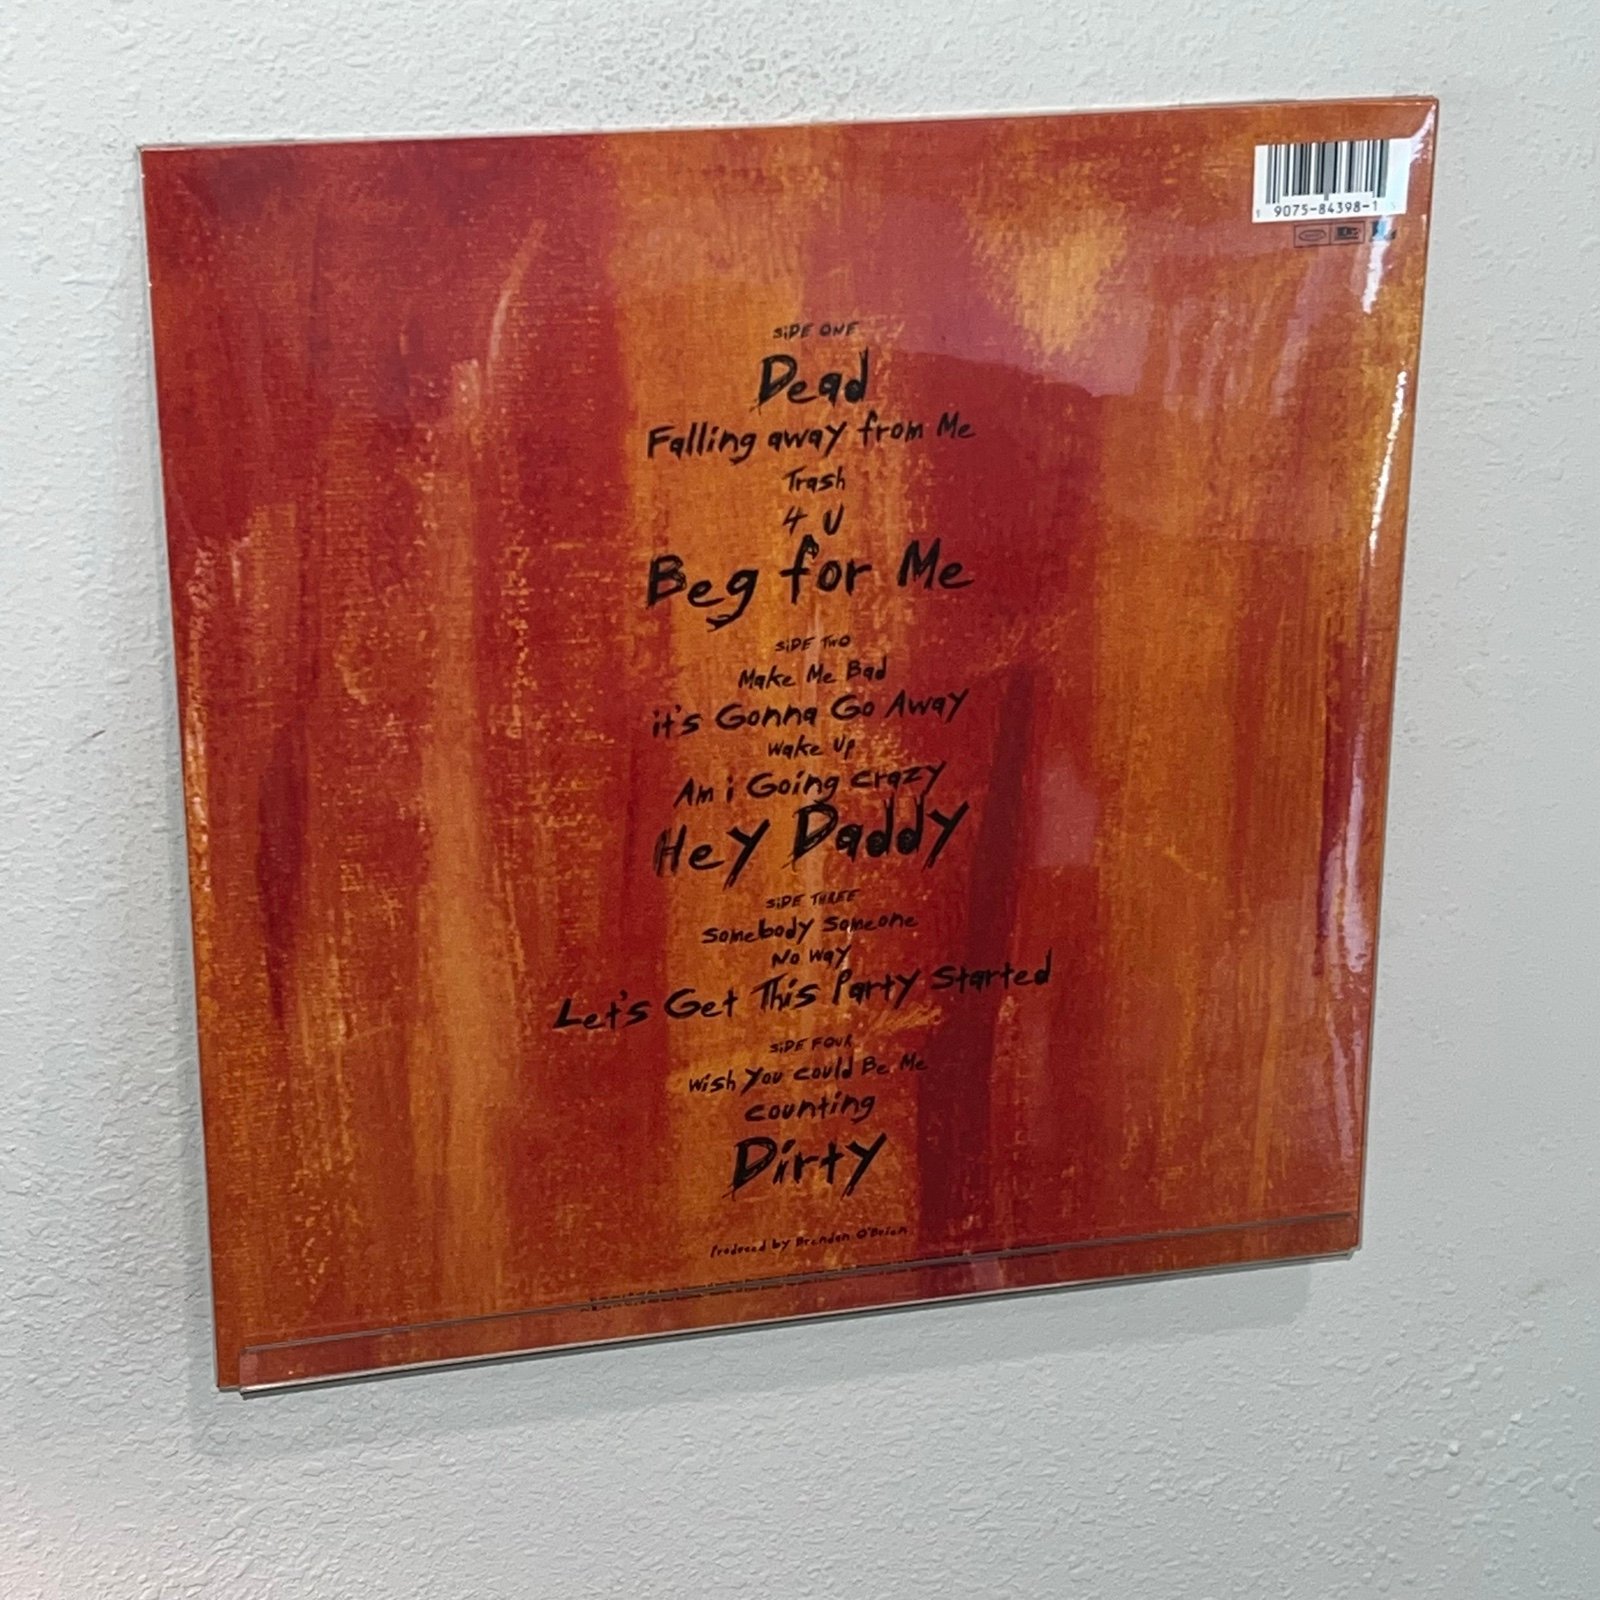 9075-84398-1
SiDE ONE
Dead
Falling away from Me
Trash
4 U
Beg for Me
SiDE TWO
Make Me Bad
it's Gonna Go Away
Wake Up
Am i Going crazy
Hey Daddy
SiDE THREE
Somebody Someone
No Way
Let's Get This Party Started
SiDE FOUR
Wish You could Be Me
counting
Dirty
Produced by Brendan O'Brien